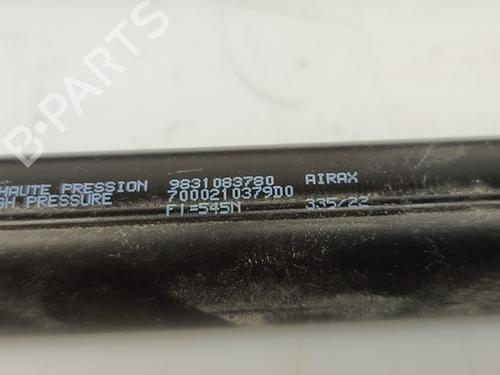 HAUTE PRESSION 9831083780 AIRAX
GH PRESSURE 7000210379D0
F1=545N 335/22
B-PARTS